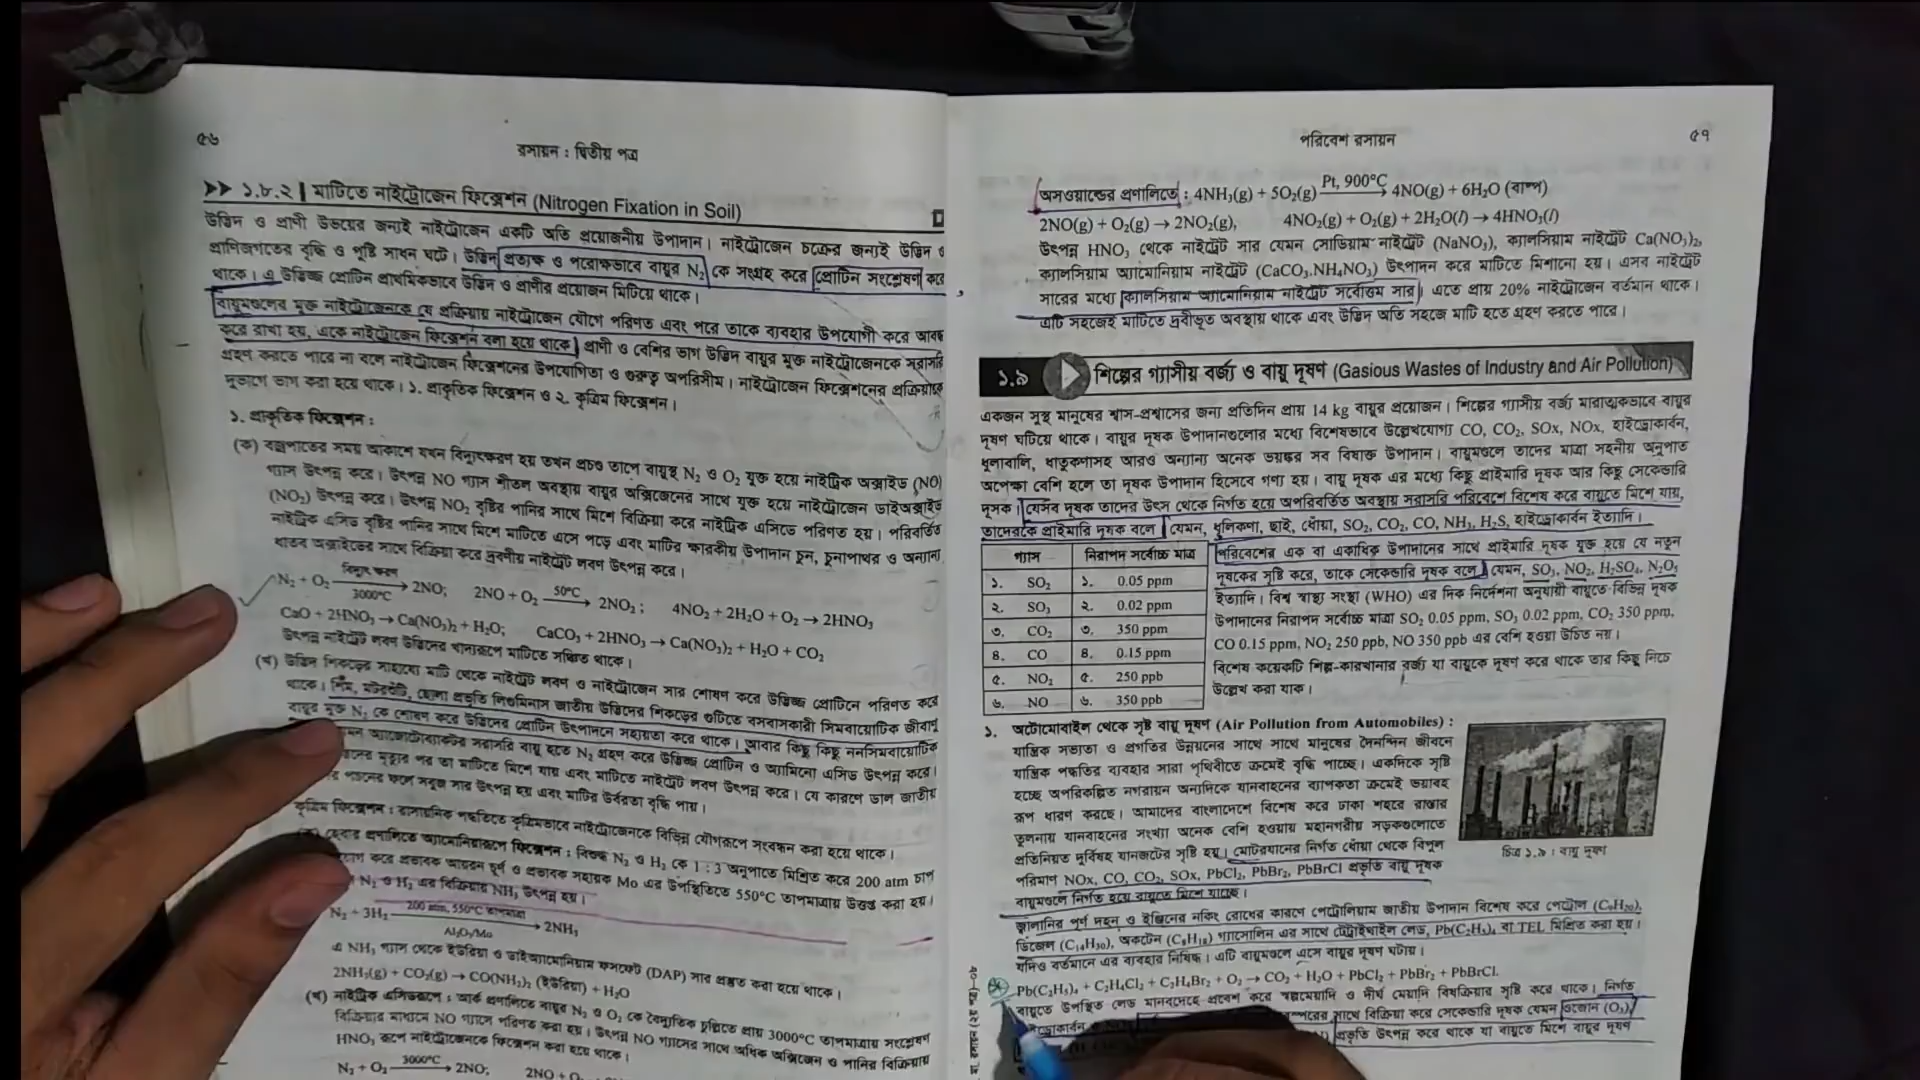 ৫৬
রসায়ন : দ্বিতীয় পত্র
১.৮.২ | মাটিতে নাইট্রোজেন ফিক্সেশন (Nitrogen Fixation in Soil)
উদ্ভিদ ও প্রাণী উভয়ের জন্যই নাইট্রোজেন একটি অতি প্রয়োজনীয় উপাদান। নাইট্রোজেন চক্রের জন্যই উদ্ভিদ ও
প্রাণিজগতের বৃদ্ধি ও পুষ্টি সাধন ঘটে। উদ্ভিদ প্রত্যক্ষ ও পরোক্ষভাবে বায়ুর N₂ কে সংগ্রহ করে প্রোটিন সংশ্লেষণ করে
থাকে। এ উদ্ভিজ্জ প্রোটিন প্রাথমিকভাবে উদ্ভিদ ও প্রাণীর প্রয়োজন মিটিয়ে থাকে।
বায়ুমণ্ডলের মুক্ত নাইট্রোজেনকে যে প্রক্রিয়ায় নাইট্রোজেন যৌগে পরিণত এবং পরে তাকে ব্যবহার উপযোগী করে আবদ্ধ
করে রাখা হয়, একে নাইট্রোজেন ফিক্সেশন বলা হয়ে থাকে। প্রাণী ও বেশির ভাগ উদ্ভিদ বায়ুর মুক্ত নাইট্রোজেনকে সরাসরি
গ্রহণ করতে পারে না বলে নাইট্রোজেন ফিক্সেশনের উপযোগিতা ও গুরুত্ব অপরিসীম। নাইট্রোজেন ফিক্সেশনের প্রক্রিয়াকে
দুভাগে ভাগ করা হয়ে থাকে। ১. প্রাকৃতিক ফিক্সেশন ও ২. কৃত্রিম ফিক্সেশন।
১. প্রাকৃতিক ফিক্সেশন :
(ক) বজ্রপাতের সময় আকাশে যখন বিদ্যুৎক্ষরণ হয় তখন প্রচণ্ড তাপে বায়ুস্থ N₂ ও O₂ যুক্ত হয়ে নাইট্রিক অক্সাইড (NO)
গ্যাস উৎপন্ন করে। উৎপন্ন NO গ্যাস শীতল অবস্থায় বায়ুর অক্সিজেনের সাথে যুক্ত হয়ে নাইট্রোজেন ডাইঅক্সাইড
(NO₂) উৎপন্ন করে। উৎপন্ন NO₂ বৃষ্টির পানির সাথে মিশে বিক্রিয়া করে নাইট্রিক এসিডে পরিণত হয়। পরিবর্তিত
নাইট্রিক এসিড বৃষ্টির পানির সাথে মিশে মাটিতে এসে পড়ে এবং মাটির ক্ষারকীয় উপাদান চুন, চুনাপাথর ও অন্যান্য
ধাতব অক্সাইডের সাথে বিক্রিয়া করে দ্রবণীয় নাইট্রেট লবণ উৎপন্ন করে।
N₂ + O₂ বিদ্যুৎ ক্ষরণ → 3000°C 2NO; 2NO + O₂ 50°C → 2NO₂ ; 4NO₂ + 2H₂O + O₂ → 2HNO₃
CaO + 2HNO₃ → Ca(NO₃)₂ + H₂O; CaCO₃ + 2HNO₃ → Ca(NO₃)₂ + H₂O + CO₂
উৎপন্ন নাইট্রেট লবণ উদ্ভিদের খাদ্যরূপে মাটিতে সঞ্চিত থাকে।
(খ) উদ্ভিদ শিকড়ের সাহায্যে মাটি থেকে নাইট্রেট লবণ ও নাইট্রোজেন সার শোষণ করে উদ্ভিজ্জ প্রোটিনে পরিণত করে
থাকে। শিম, মটরশুঁটি, ছোলা প্রভৃতি লিগুমিনাস জাতীয় উদ্ভিদের শিকড়ের গুটিতে বসবাসকারী সিমবায়োটিক জীবাণু
বায়ুর মুক্ত N₂ কে শোষণ করে উদ্ভিদের প্রোটিন উৎপাদনে সহায়তা করে থাকে। আবার কিছু কিছু ননসিমবায়োটিক
অ্যাজোটোব্যাকটর সরাসরি বায়ু হতে N₂ গ্রহণ করে উদ্ভিজ্জ প্রোটিন ও অ্যামিনো এসিড উৎপন্ন করে।
মৃত্যুর পর তা মাটিতে মিশে যায় এবং মাটিতে নাইট্রেট লবণ উৎপন্ন করে। যে কারণে ডাল জাতীয়
পচনের ফলে সবুজ সার উৎপন্ন হয় এবং মাটির উর্বরতা বৃদ্ধি পায়।
কৃত্রিম ফিক্সেশন : রাসায়নিক পদ্ধতিতে কৃত্রিমভাবে নাইট্রোজেনকে বিভিন্ন যৌগরূপে সংবন্ধন করা হয়ে থাকে।
(ক) হেবার প্রণালিতে অ্যামোনিয়ারূপে ফিক্সেশন : বিশুদ্ধ N₂ ও H₂ কে 1 : 3 অনুপাতে মিশ্রিত করে 200 atm চাপ
করে প্রভাবক আয়রন চূর্ণ ও প্রভাবক সহায়ক Mo এর উপস্থিতিতে 550°C তাপমাত্রায় উত্তপ্ত করা হয়।
N₂ ও H₂ এর বিক্রিয়ায় NH₃ উৎপন্ন হয়।
N₂ + 3H₂ 200 atm, 550°C তাপমাত্রা → Al₂O₃/Mo 2NH₃
এ NH₃ গ্যাস থেকে ইউরিয়া ও ডাইঅ্যামোনিয়াম ফসফেট (DAP) সার প্রস্তুত করা হয়ে থাকে।
2NH₃(g) + CO₂(g) → CO(NH₂)₂ (ইউরিয়া) + H₂O
(খ) নাইট্রিক এসিডরূপে : আর্ক প্রণালিতে বায়ুর N₂ ও O₂ কে বৈদ্যুতিক চুল্লিতে প্রায় 3000°C তাপমাত্রায় সংশ্লেষণ
বিক্রিয়ার মাধ্যমে NO গ্যাসে পরিণত করা হয়। উৎপন্ন NO গ্যাসের সাথে অধিক অক্সিজেন ও পানির বিক্রিয়ায়
HNO₃ রূপে নাইট্রোজেনকে ফিক্সেশন করা হয়ে থাকে।
N₂ + O₂ 3000°C → 2NO; 2NO +
পরিবেশ রসায়ন
৫৭
অসওয়াল্ডের প্রণালিতে : 4NH₃(g) + 5O₂(g) Pt, 900°C → 4NO(g) + 6H₂O (বাষ্প)
2NO(g) + O₂(g) → 2NO₂(g), 4NO₂(g) + O₂(g) + 2H₂O(l) → 4HNO₃(l)
উৎপন্ন HNO₃ থেকে নাইট্রেট সার যেমন সোডিয়াম নাইট্রেট (NaNO₃), ক্যালসিয়াম নাইট্রেট Ca(NO₃)₂,
ক্যালসিয়াম অ্যামোনিয়াম নাইট্রেট (CaCO₃.NH₄NO₃) উৎপাদন করে মাটিতে মিশানো হয়। এসব নাইট্রেট
সারের মধ্যে ক্যালসিয়াম অ্যামোনিয়াম নাইট্রেট সর্বোত্তম সার। এতে প্রায় 20% নাইট্রোজেন বর্তমান থাকে।
এটি সহজেই মাটিতে দ্রবীভূত অবস্থায় থাকে এবং উদ্ভিদ অতি সহজে মাটি হতে গ্রহণ করতে পারে।
১.৯ শিল্পের গ্যাসীয় বর্জ্য ও বায়ু দূষণ (Gasious Wastes of Industry and Air Pollution)
একজন সুস্থ মানুষের শ্বাস-প্রশ্বাসের জন্য প্রতিদিন প্রায় 14 kg বায়ুর প্রয়োজন। শিল্পের গ্যাসীয় বর্জ্য মারাত্মকভাবে বায়ুর
দূষণ ঘটিয়ে থাকে। বায়ুর দূষক উপাদানগুলোর মধ্যে বিশেষভাবে উল্লেখযোগ্য CO, CO₂, SOx, NOx, হাইড্রোকার্বন,
ধূলাবালি, ধাতুকণাসহ আরও অন্যান্য অনেক ভয়ঙ্কর সব বিষাক্ত উপাদান। বায়ুমণ্ডলে তাদের মাত্রা সহনীয় অনুপাত
অপেক্ষা বেশি হলে তা দূষক উপাদান হিসেবে গণ্য হয়। বায়ু দূষক এর মধ্যে কিছু প্রাইমারি দূষক আর কিছু সেকেন্ডারি
দূসক। যেসব দূষক তাদের উৎস থেকে নির্গত হয়ে অপরিবর্তিত অবস্থায় সরাসরি পরিবেশে বিশেষ করে বায়ুতে মিশে যায়,
তাদেরকে প্রাইমারি দূষক বলে। যেমন, ধুলিকণা, ছাই, ধোঁয়া, SO₂, CO₂, CO, NH₃, H₂S, হাইড্রোকার্বন ইত্যাদি।
গ্যাস নিরাপদ সর্বোচ্চ মাত্র
১. SO₂ ১. 0.05 ppm
২. SO₃ ২. 0.02 ppm
৩. CO₂ ৩. 350 ppm
৪. CO ৪. 0.15 ppm
৫. NO₂ ৫. 250 ppb
৬. NO ৬. 350 ppb
পরিবেশের এক বা একাধিক উপাদানের সাথে প্রাইমারি দূষক যুক্ত হয়ে যে নতুন
দূষকের সৃষ্টি করে, তাকে সেকেন্ডারি দূষক বলে। যেমন, SO₃, NO₂, H₂SO₄, N₂O₅
ইত্যাদি। বিশ্ব স্বাস্থ্য সংস্থা (WHO) এর দিক নির্দেশনা অনুযায়ী বায়ুতে বিভিন্ন দূষক
উপাদানের নিরাপদ সর্বোচ্চ মাত্রা SO₂ 0.05 ppm, SO₃ 0.02 ppm, CO₂ 350 ppm,
CO 0.15 ppm, NO₂ 250 ppb, NO 350 ppb এর বেশি হওয়া উচিত নয়।
বিশেষ কয়েকটি শিল্প-কারখানার বর্জ্য যা বায়ুকে দূষণ করে থাকে তার কিছু নিচে
উল্লেখ করা যাক।
১. অটোমোবাইল থেকে সৃষ্ট বায়ু দূষণ (Air Pollution from Automobiles) :
যান্ত্রিক সভ্যতা ও প্রগতির উন্নয়নের সাথে সাথে মানুষের দৈনন্দিন জীবনে
যান্ত্রিক পদ্ধতির ব্যবহার সারা পৃথিবীতে ক্রমেই বৃদ্ধি পাচ্ছে। একদিকে সৃষ্টি
হচ্ছে অপরিকল্পিত নগরায়ন অন্যদিকে যানবাহনের ব্যাপকতা ক্রমেই ভয়াবহ
রূপ ধারণ করছে। আমাদের বাংলাদেশে বিশেষ করে ঢাকা শহরে রাস্তার
তুলনায় যানবাহনের সংখ্যা অনেক বেশি হওয়ায় মহানগরীয় সড়কগুলোতে
প্রতিনিয়ত দুর্বিষহ যানজটের সৃষ্টি হয়। মোটরযানের নির্গত ধোঁয়া থেকে বিপুল
পরিমাণ NOx, CO, CO₂, SOx, PbCl₂, PbBr₂, PbBrCl প্রভৃতি বায়ু দূষক
বায়ুমণ্ডলে নির্গত হয়ে বায়ুতে মিশে যাচ্ছে।
চিত্র ১.৯ : বায়ু দূষণ
জ্বালানির পূর্ণ দহন ও ইঞ্জিনের নকিং রোধের কারণে পেট্রোলিয়াম জাতীয় উপাদান বিশেষ করে পেট্রোল (C₉H₂₀),
ডিজেল (C₁₄H₃₀), অকটেন (C₈H₁₈) গ্যাসোলিন এর সাথে টেট্রাইথাইল লেড, Pb(C₂H₅)₄ বা TEL মিশ্রিত করা হয়।
যদিও বর্তমানে এর ব্যবহার নিষিদ্ধ। এটি বায়ুমণ্ডলে এসে বায়ুর দূষণ ঘটায়।
Pb(C₂H₅)₄ + C₂H₄Cl₂ + C₂H₄Br₂ + O₂ → CO₂ + H₂O + PbCl₂ + PbBr₂ + PbBrCl.
বায়ুতে উপস্থিত লেড মানবদেহে প্রবেশ করে স্বল্পমেয়াদি ও দীর্ঘ মেয়াদি বিষক্রিয়ার সৃষ্টি করে থাকে। নির্গত
সাথে বিক্রিয়া করে সেকেন্ডারি দূষক যেমন ওজোন (O₃),
প্রভৃতি উৎপন্ন করে থাকে যা বায়ুতে মিশে বায়ুর দূষণ